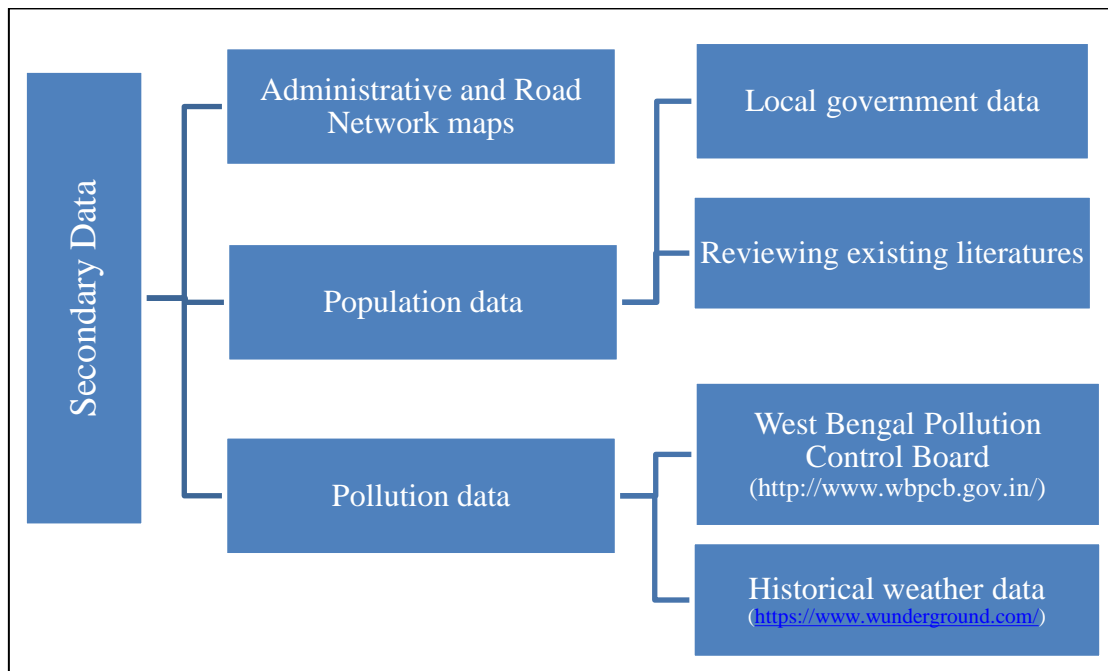 Secondary Data
Administrative and Road
Network maps
Population data
Pollution data
Local government data
Reviewing existing literatures
West Bengal Pollution
Control Board
(http://www.wbpcb.gov.in/)
Historical weather data
(https://www.wunderground.com/)